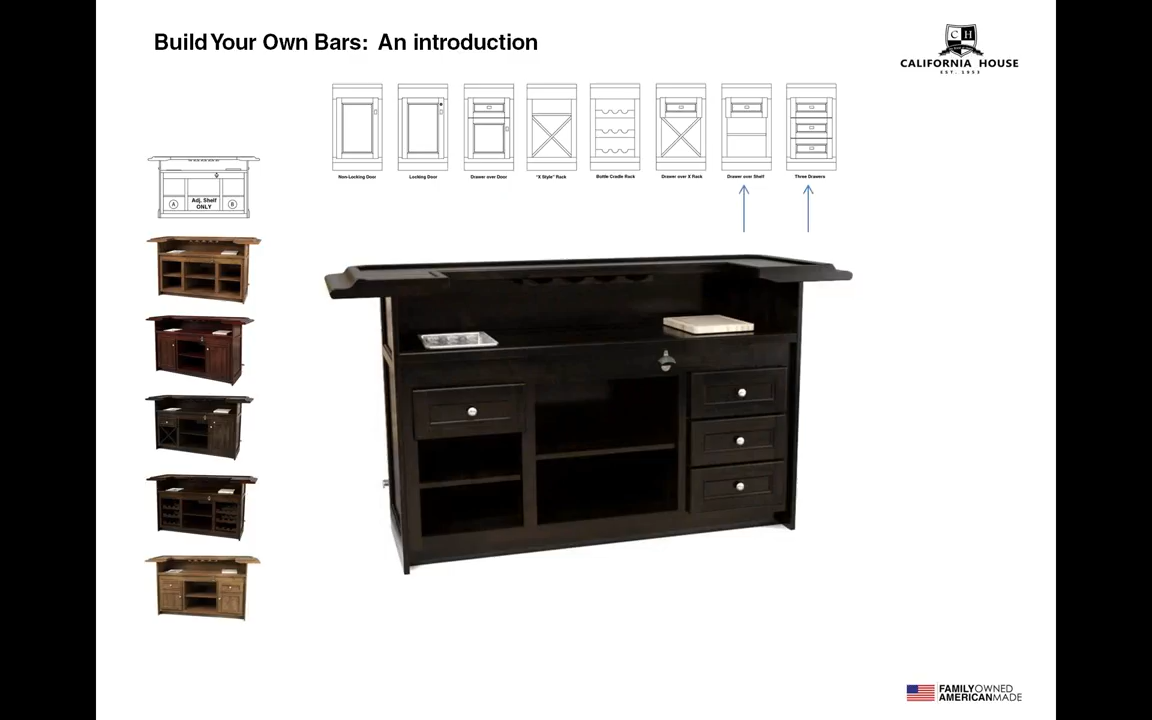 Build Your Own Bars: An introduction
C H
CALIFORNIA HOUSE
EST. 1953
Non-Locking Door
Locking Door
Drawer over Door
"X Style" Rack
Bottle Cradle Rack
Drawer over X Rack
Drawer over Shelf
Three Drawers
A
Adj. Shelf
ONLY
B
FAMILYOWNED
AMERICANMADE